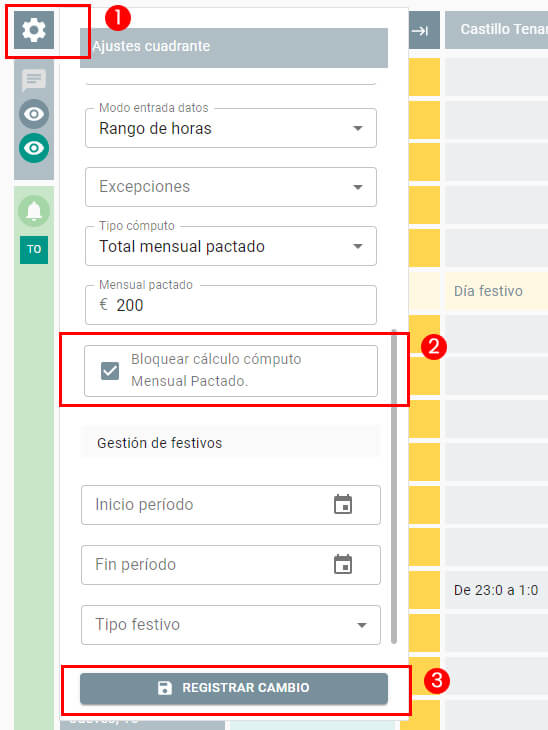 1
Ajustes cuadrante
Castillo Tena
Modo entrada datos
Rango de horas
Excepciones
Tipo cómputo
Total mensual pactado
TO
Mensual pactado
€ 200
Día festivo
2
Bloquear cálculo cómputo
Mensual Pactado.
Gestión de festivos
Inicio período
Fin período
De 23:0 a 1:0
Tipo festivo
3
REGISTRAR CAMBIO